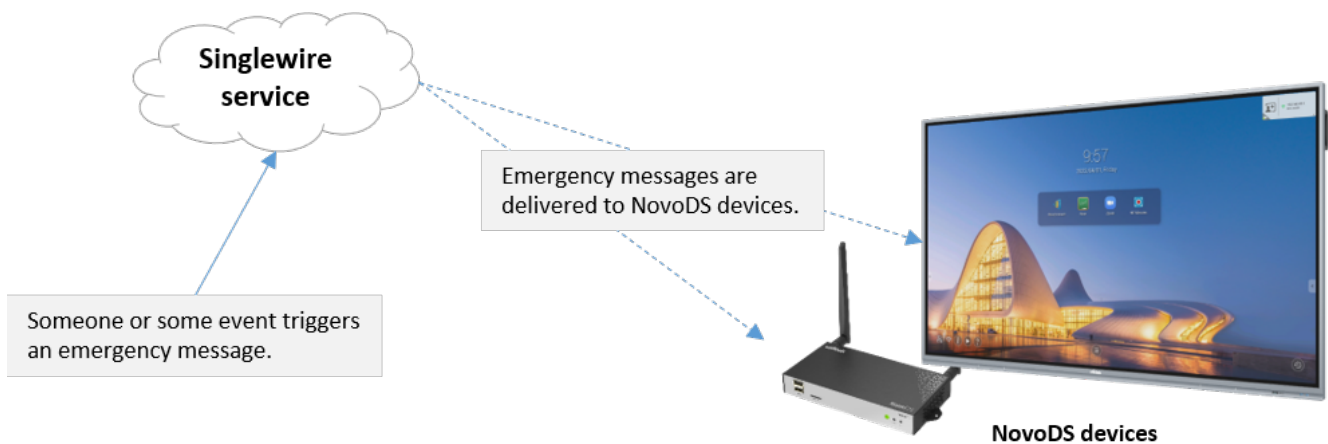 Singlewire
service
Emergency messages are
delivered to NovoDS devices.
9:57
Someone or some event triggers
an emergency message.
NovoDS devices